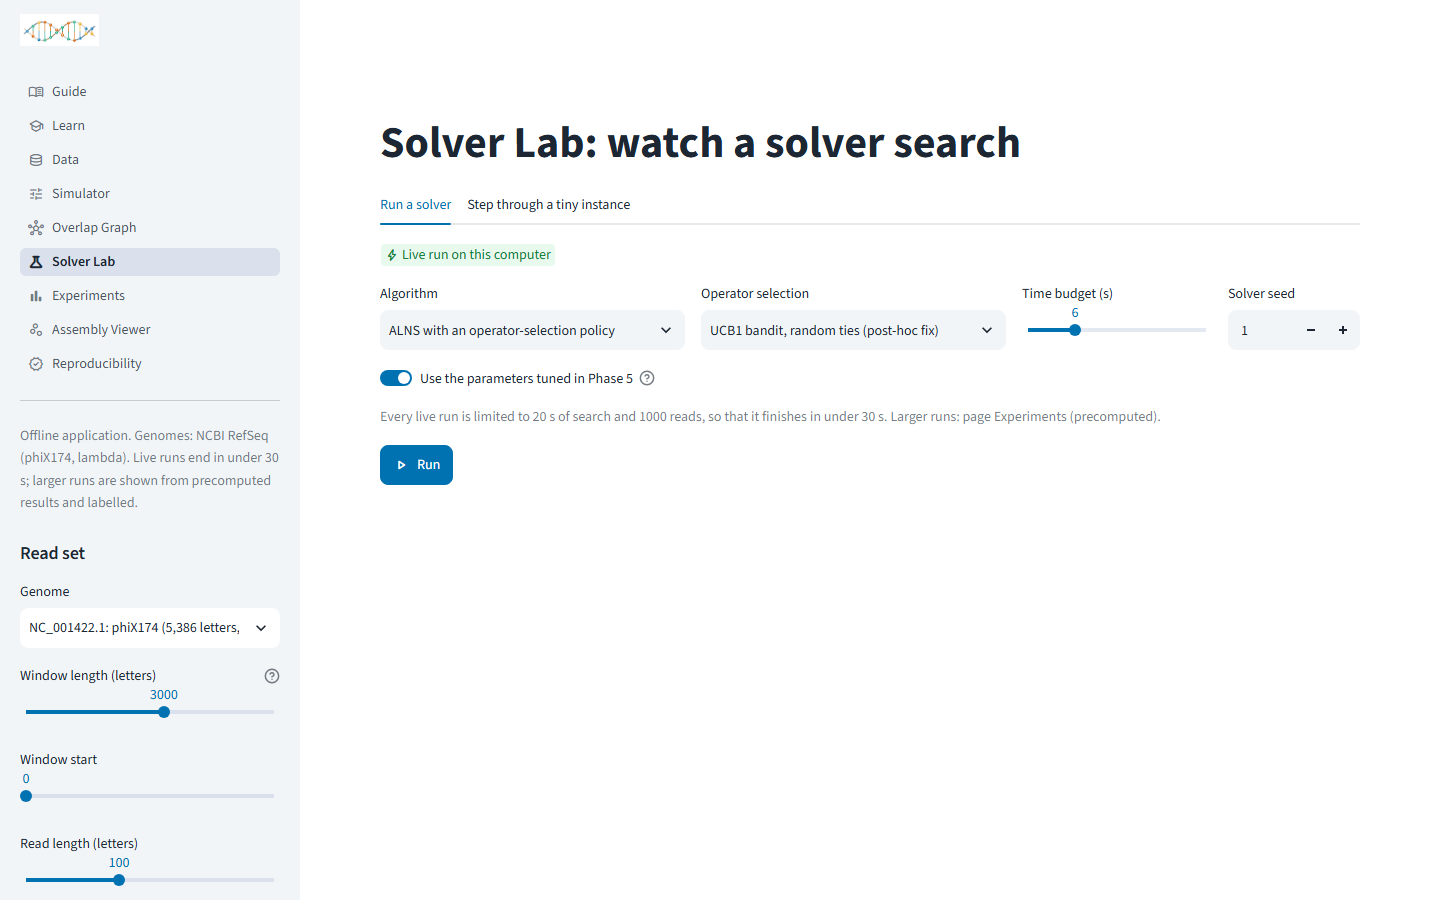 Guide
Learn
Data
Simulator
Overlap Graph
Solver Lab
Experiments
Assembly Viewer
Reproducibility
Offline application. Genomes: NCBI RefSeq
(phiX174, lambda). Live runs end in under 30
s; larger runs are shown from precomputed
results and labelled.
Read set
Genome
NC_001422.1: phiX174 (5,386 letters,
Window length (letters)
3000
Window start
0
Read length (letters)
100
Solver Lab: watch a solver search
Run a solver
Step through a tiny instance
Live run on this computer
Algorithm
ALNS with an operator-selection policy
Operator selection
UCB1 bandit, random ties (post-hoc fix)
Time budget (s)
6
Solver seed
1
Use the parameters tuned in Phase 5
Every live run is limited to 20 s of search and 1000 reads, so that it finishes in under 30 s. Larger runs: page Experiments (precomputed).
Run